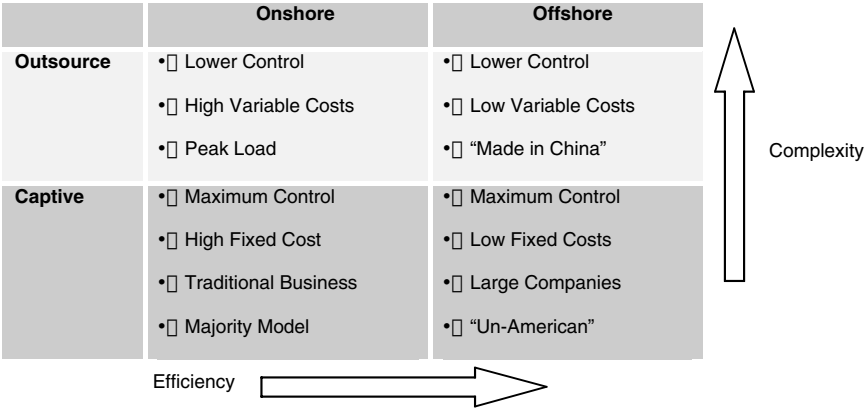 Onshore Offshore
Outsource •▯ Lower Control •▯ Lower Control
•▯ High Variable Costs •▯ Low Variable Costs
•▯ Peak Load •▯ “Made in China”
Complexity
Captive •▯ Maximum Control •▯ Maximum Control
•▯ High Fixed Cost •▯ Low Fixed Costs
•▯ Traditional Business •▯ Large Companies
•▯ Majority Model •▯ “Un-American”
Efficiency